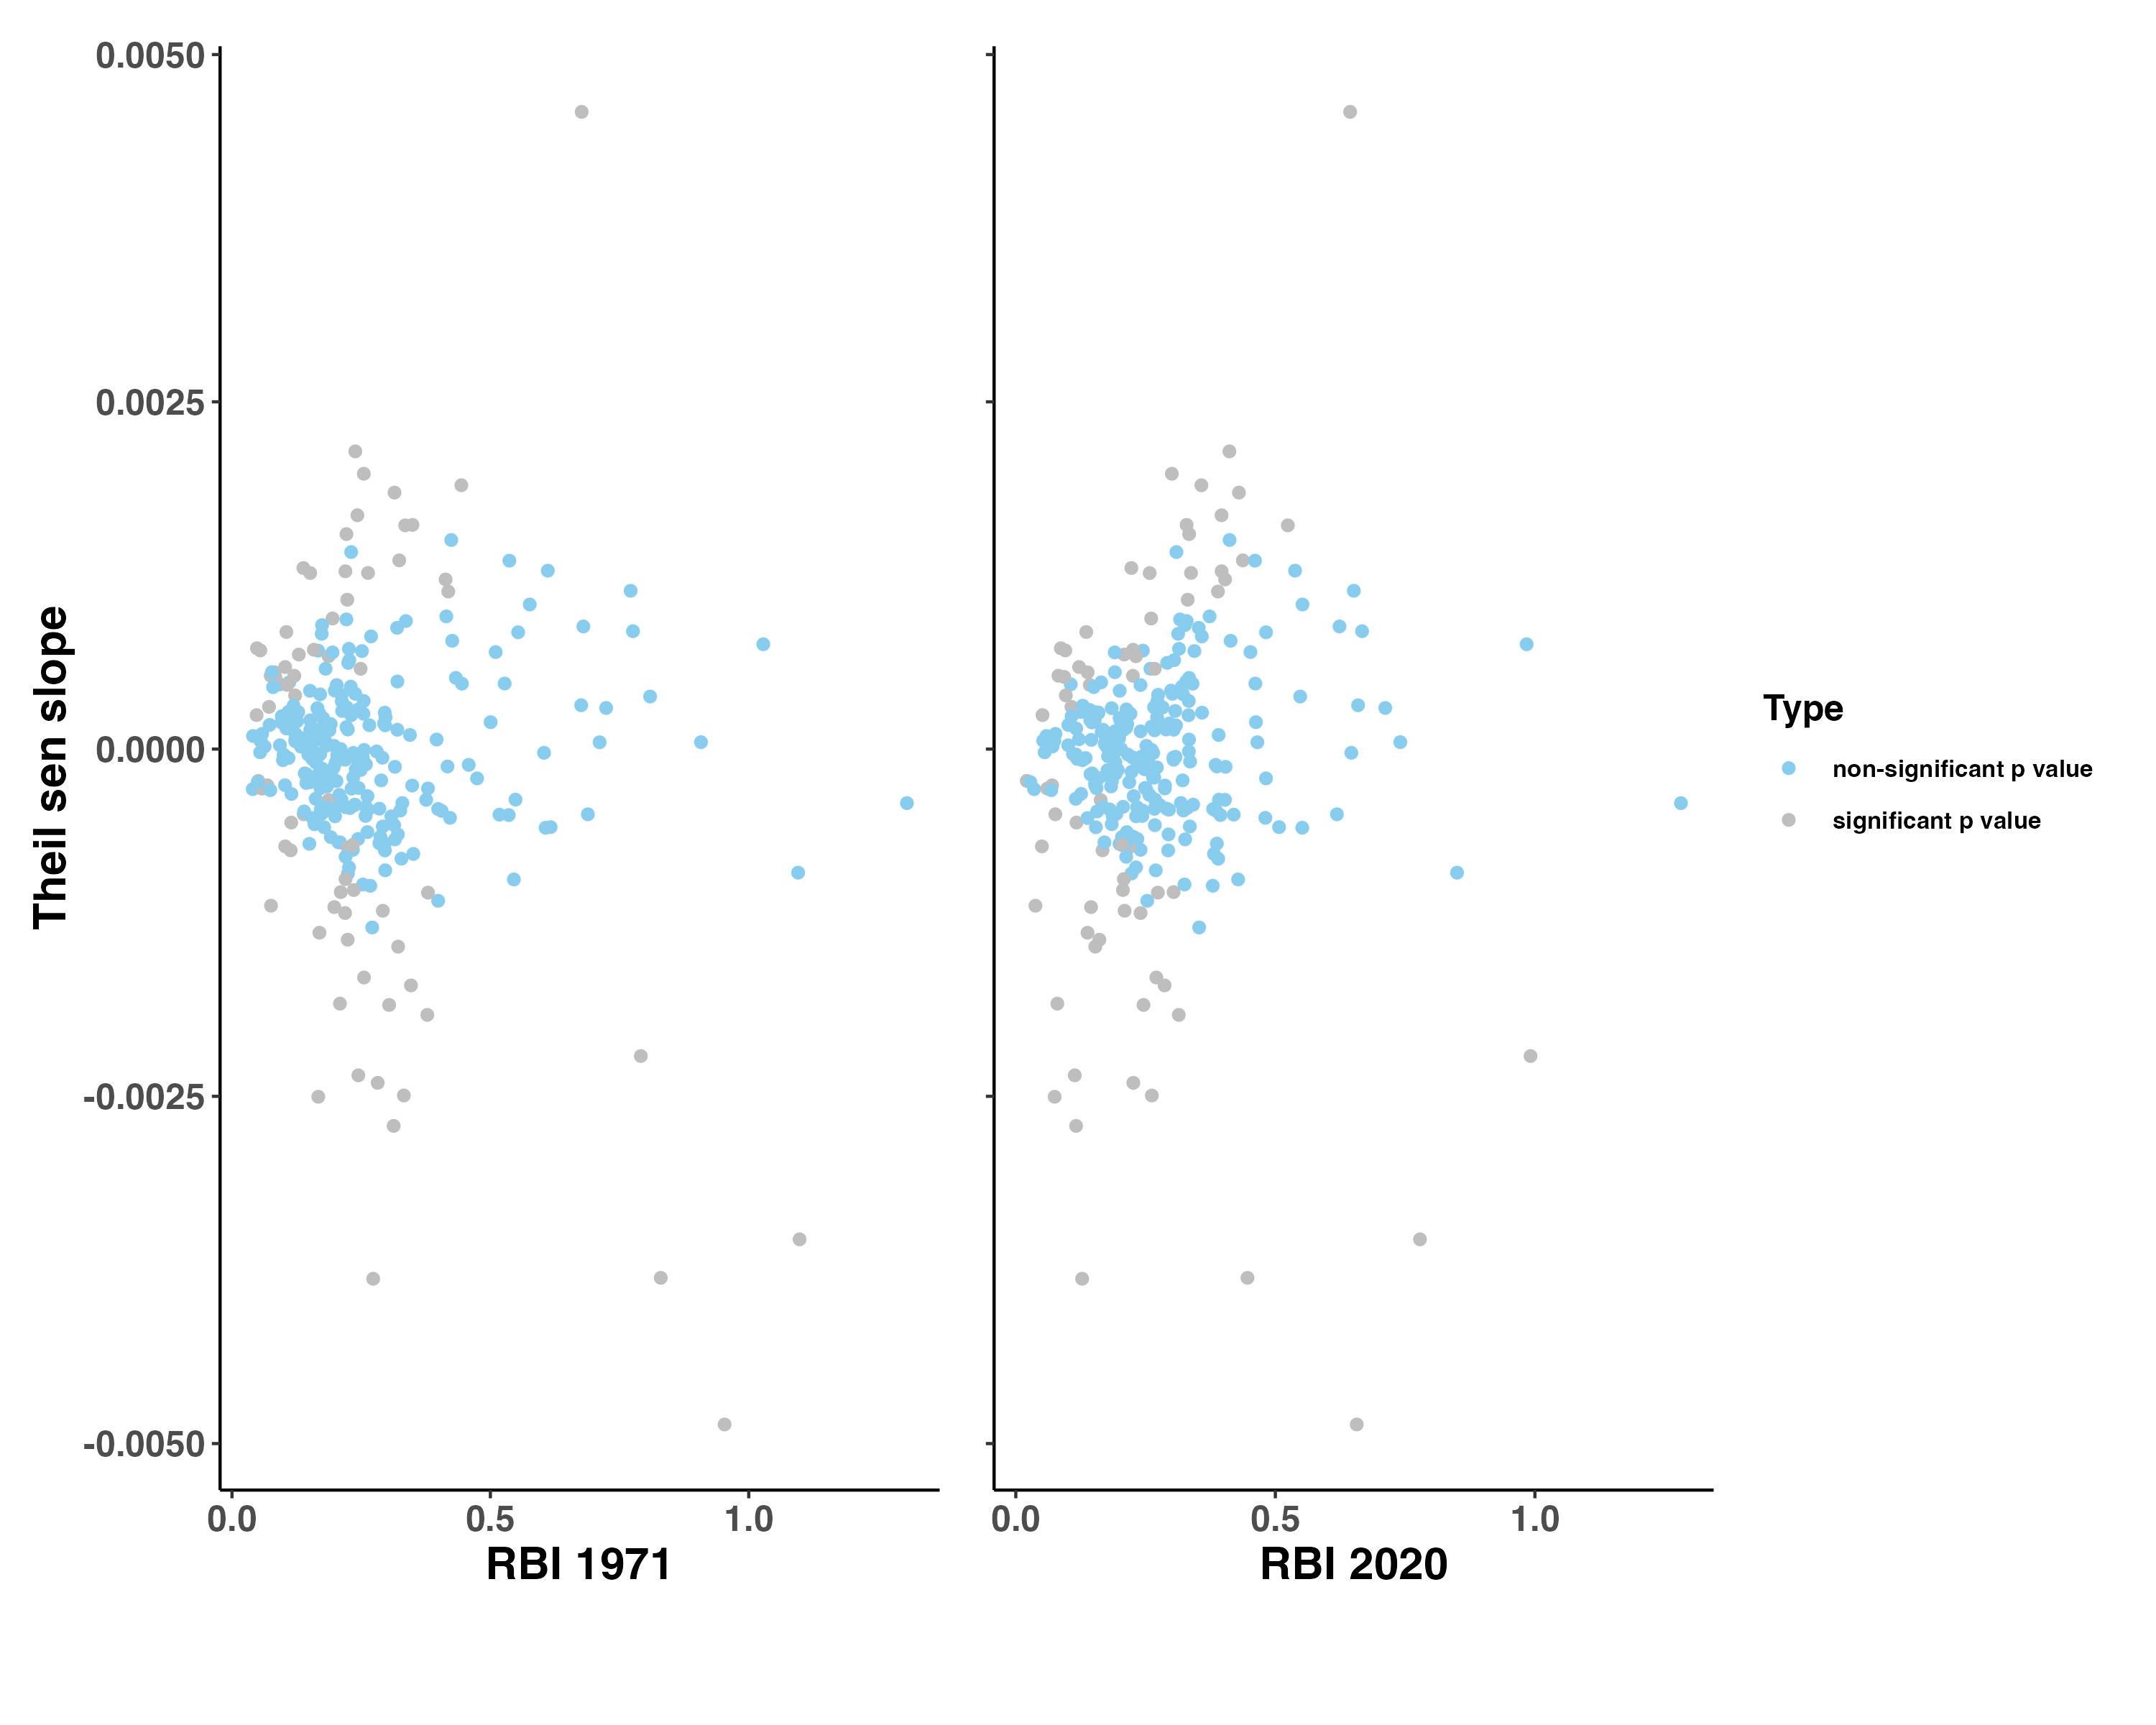 0.0050
0.0025
0.0000
-0.0025
-0.0050
Theil sen slope
0.0 0.5 1.0
RBI 1971
0.0 0.5 1.0
RBI 2020
Type
non-significant p value
significant p value